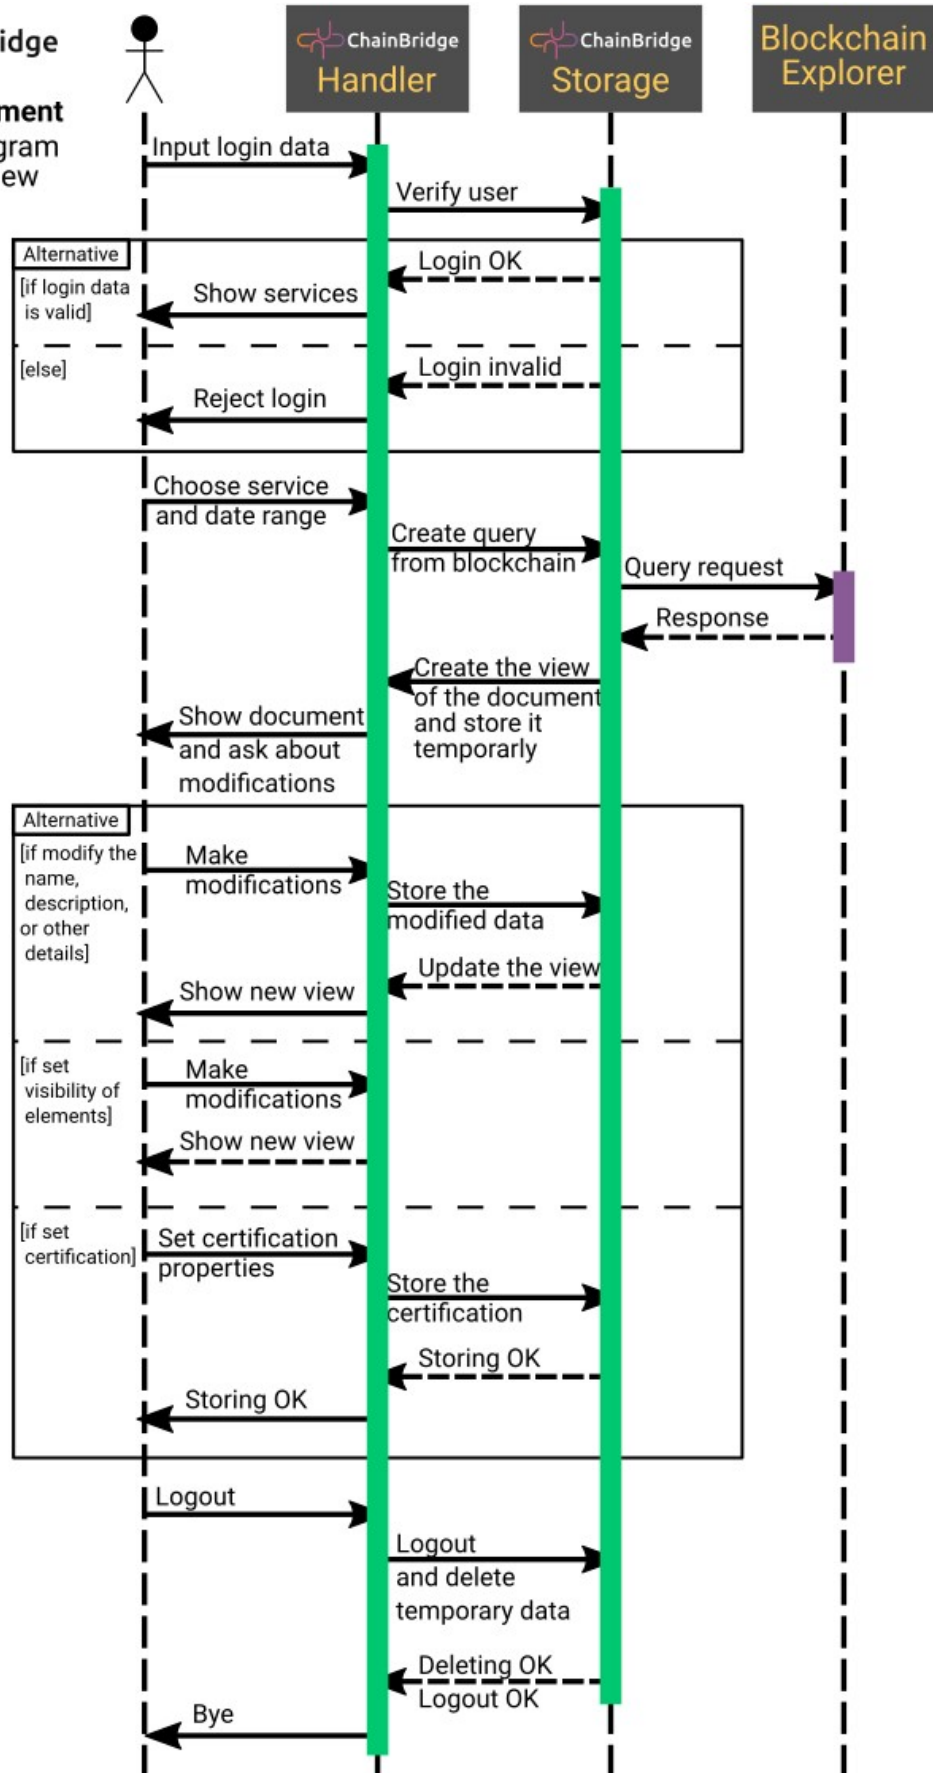 idge
ment
gram
ew
ChainBridge
Handler
ChainBridge
Storage
Blockchain
Explorer
Input login data
Verify user
Alternative
[if login data
is valid]
Login OK
Show services
[else]
Login invalid
Reject login
Choose service
and date range
Create query
from blockchain
Query request
Response
Create the view
of the document
and store it
temporarly
Show document
and ask about
modifications
Alternative
[if modify the
name,
description,
or other
details]
Make
modifications
Store the
modified data
Update the view
Show new view
[if set
visibility of
elements]
Make
modifications
Show new view
[if set
certification]
Set certification
properties
Store the
certification
Storing OK
Storing OK
Logout
Logout
and delete
temporary data
Deleting OK
Logout OK
Bye